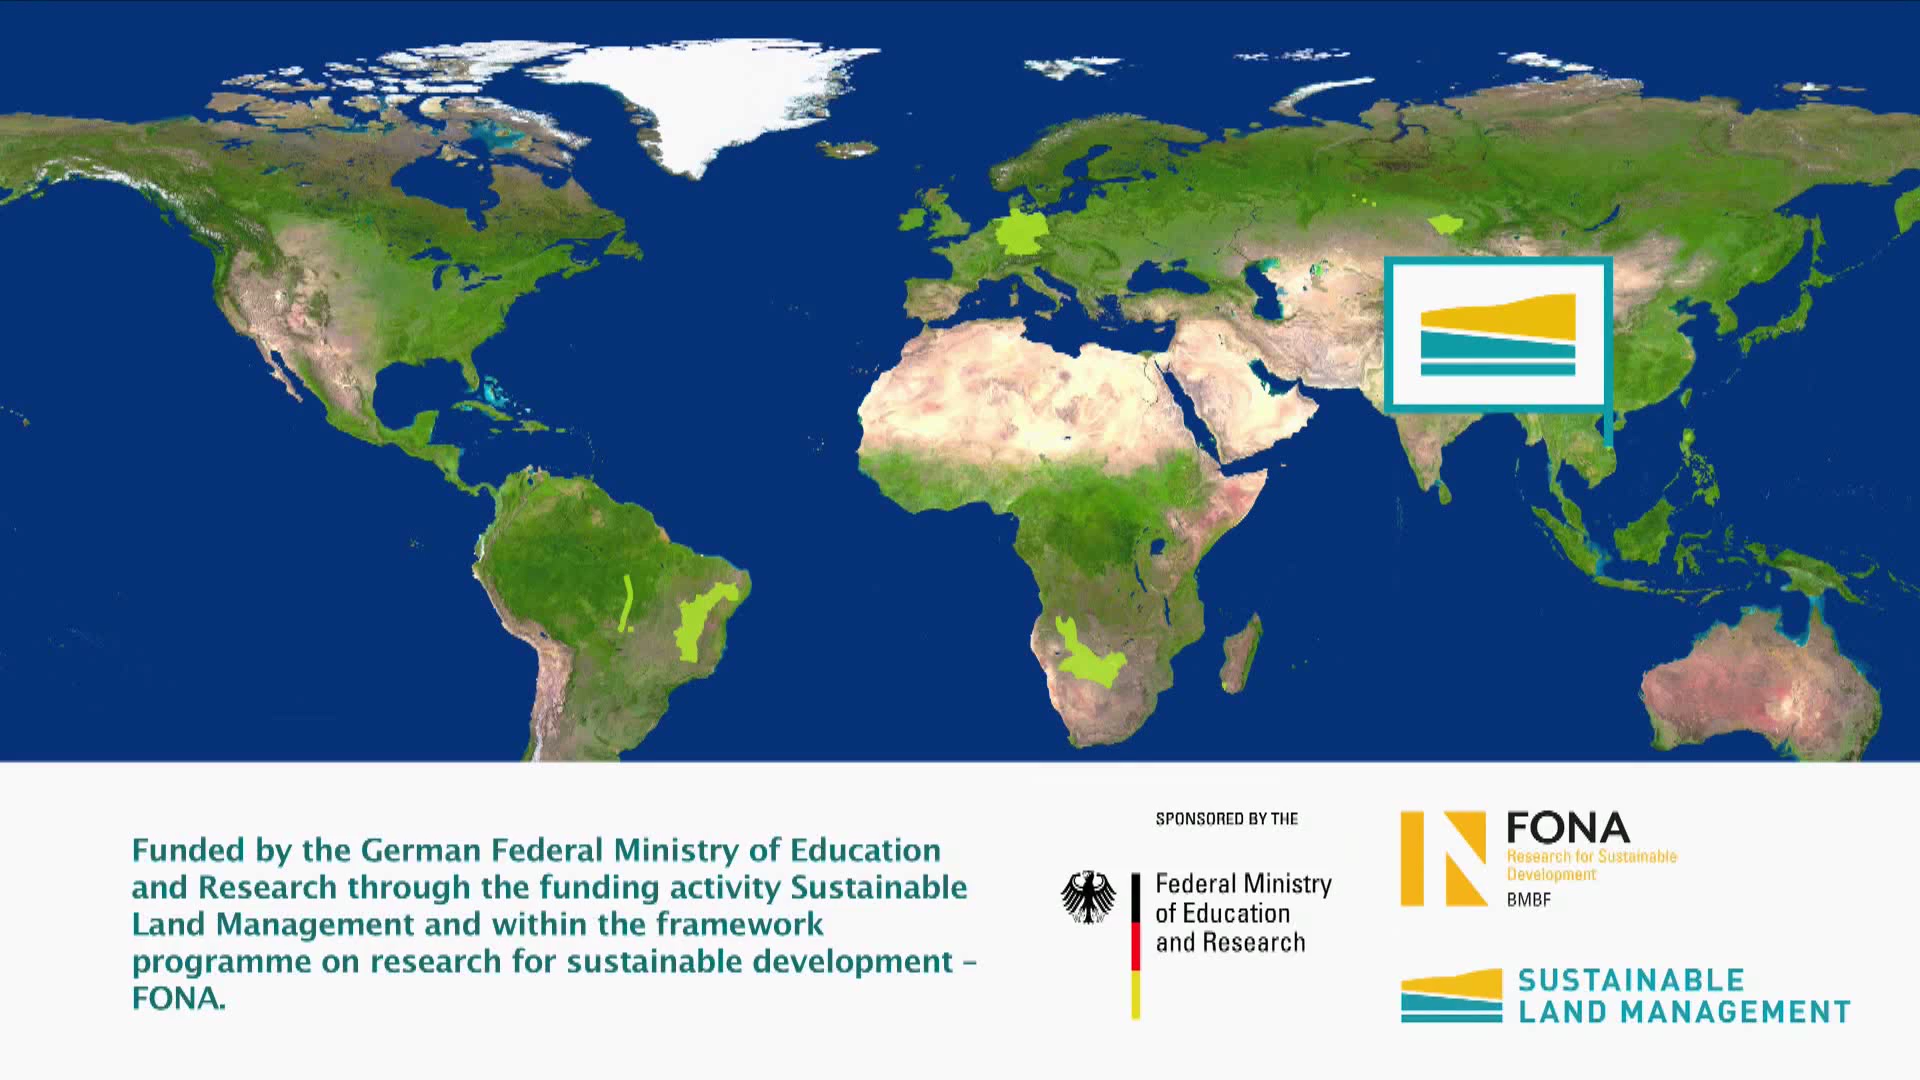 Funded by the German Federal Ministry of Education
and Research through the funding activity Sustainable
Land Management and within the framework
programme on research for sustainable development –
FONA.
SPONSORED BY THE
Federal Ministry
of Education
and Research
FONA
Research for Sustainable
Development
BMBF
SUSTAINABLE
LAND MANAGEMENT